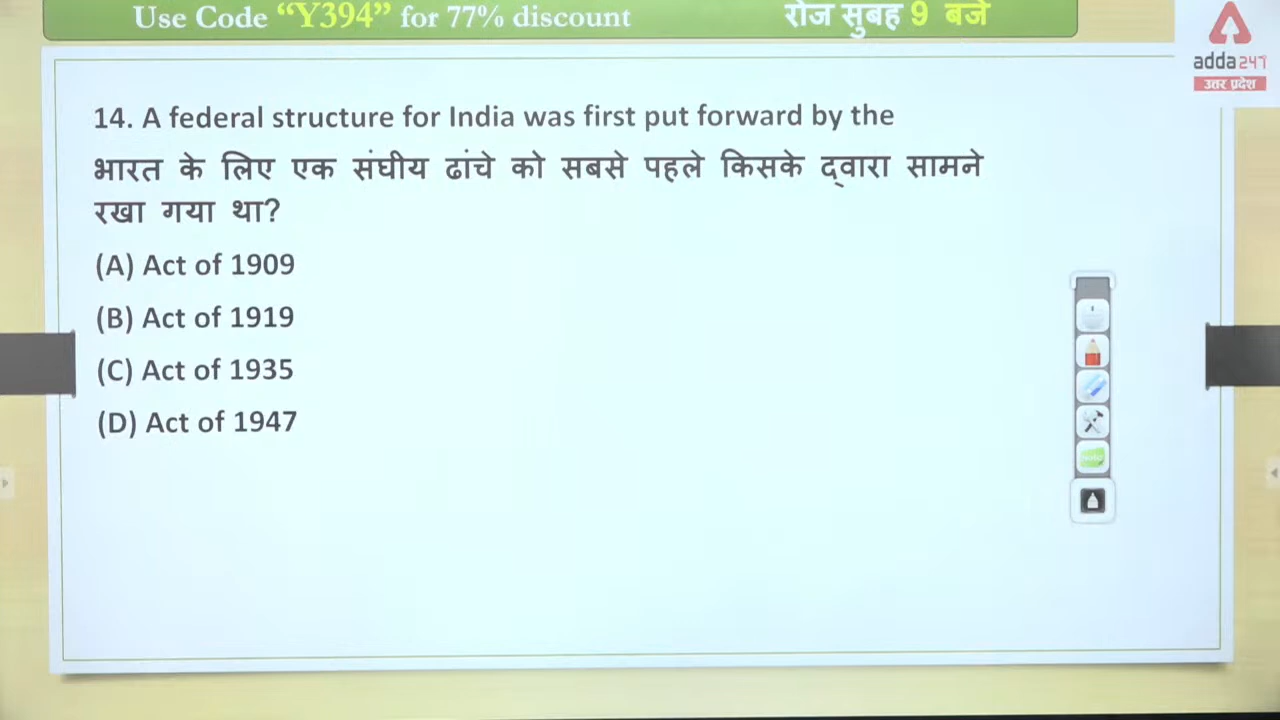 Use Code “Y394” for 77% discount
रोज सुबह 9 बजे
adda247
उत्तर प्रदेश
14. A federal structure for India was first put forward by the
भारत के लिए एक संघीय ढांचे को सबसे पहले किसके द्वारा सामने
रखा गया था?
(A) Act of 1909
(B) Act of 1919
(C) Act of 1935
(D) Act of 1947